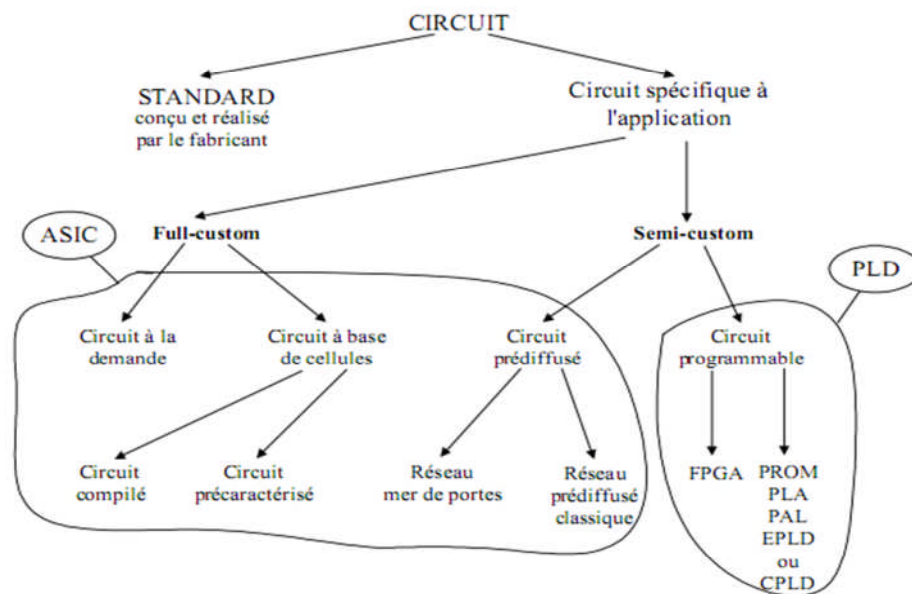 CIRCUIT
STANDARD
conçu et réalisé
par le fabricant
Circuit spécifique à
l'application
ASIC
Full-custom
Semi-custom
PLD
Circuit à la
demande
Circuit à base
de cellules
Circuit
prédiffusé
Circuit
programmable
Circuit
compilé
Circuit
précaractérisé
Réseau
mer de portes
Réseau
prédiffusé
classique
FPGA
PROM
PLA
PAL
EPLD
ou
CPLD